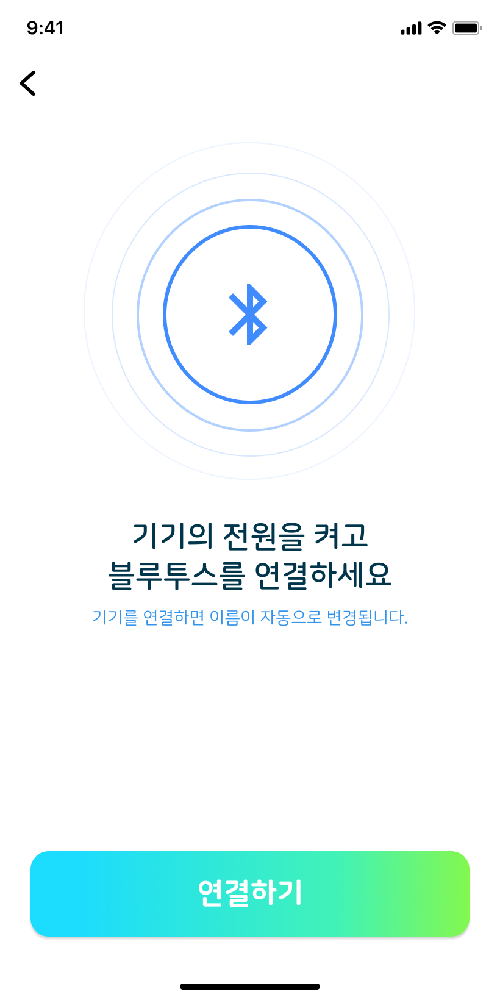 9:41
기기의 전원을 켜고
블루투스를 연결하세요
기기를 연결하면 이름이 자동으로 변경됩니다.
연결하기